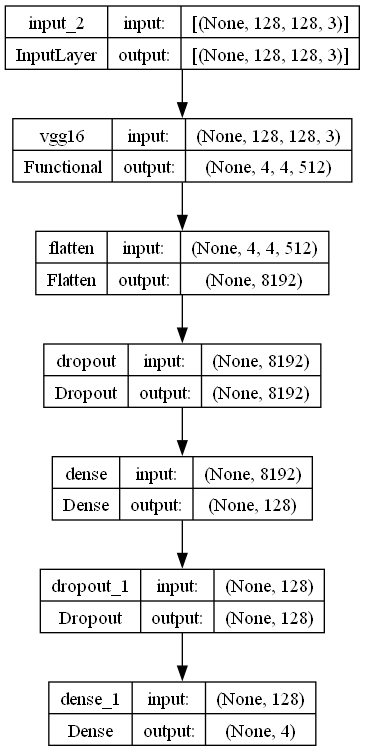 input_2 input: [(None, 128, 128, 3)]
InputLayer output: [(None, 128, 128, 3)]
vgg16 input: (None, 128, 128, 3)
Functional output: (None, 4, 4, 512)
flatten input: (None, 4, 4, 512)
Flatten output: (None, 8192)
dropout input: (None, 8192)
Dropout output: (None, 8192)
dense input: (None, 8192)
Dense output: (None, 128)
dropout_1 input: (None, 128)
Dropout output: (None, 128)
dense_1 input: (None, 128)
Dense output: (None, 4)